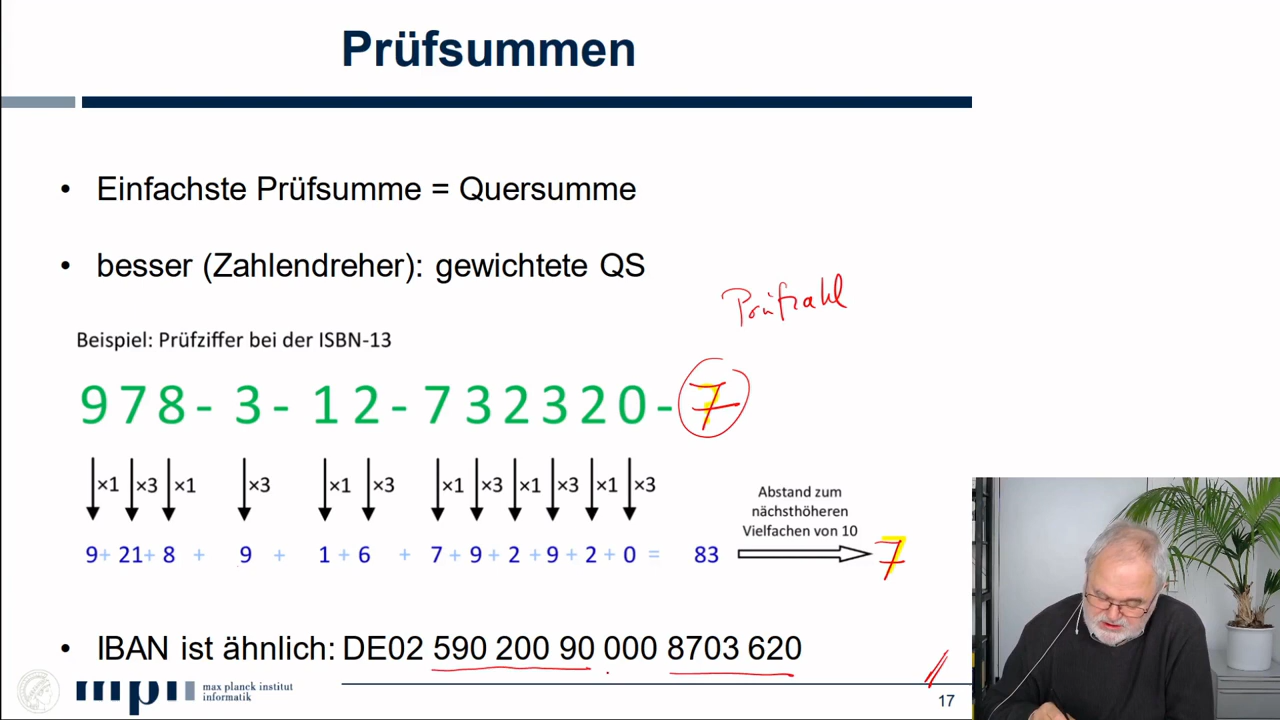 Prüfsummen
• Einfachste Prüfsumme = Quersumme
• besser (Zahlendreher): gewichtete QS
Prüfzahl
Beispiel: Prüfziffer bei der ISBN-13
978-3-12-732320-7
×1 ×3 ×1 ×3 ×1 ×3 ×1 ×3 ×1 ×3 ×1 ×3
Abstand zum
nächsthöheren
Vielfachen von 10
9+ 21+ 8 + 9 + 1 + 6 + 7 + 9 + 2 + 9 + 2 + 0 = 83 7
• IBAN ist ähnlich: DE02 590 200 90 000 8703 620
mpii max planck institut
informatik
17